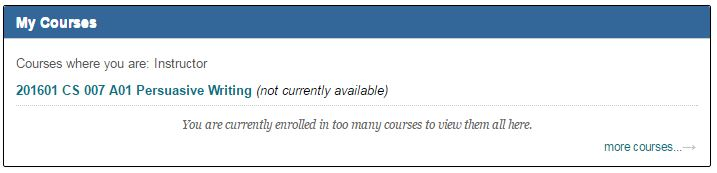 My Courses
Courses where you are: Instructor
201601 CS 007 A01 Persuasive Writing (not currently available)
You are currently enrolled in too many courses to view them all here.
more courses...→